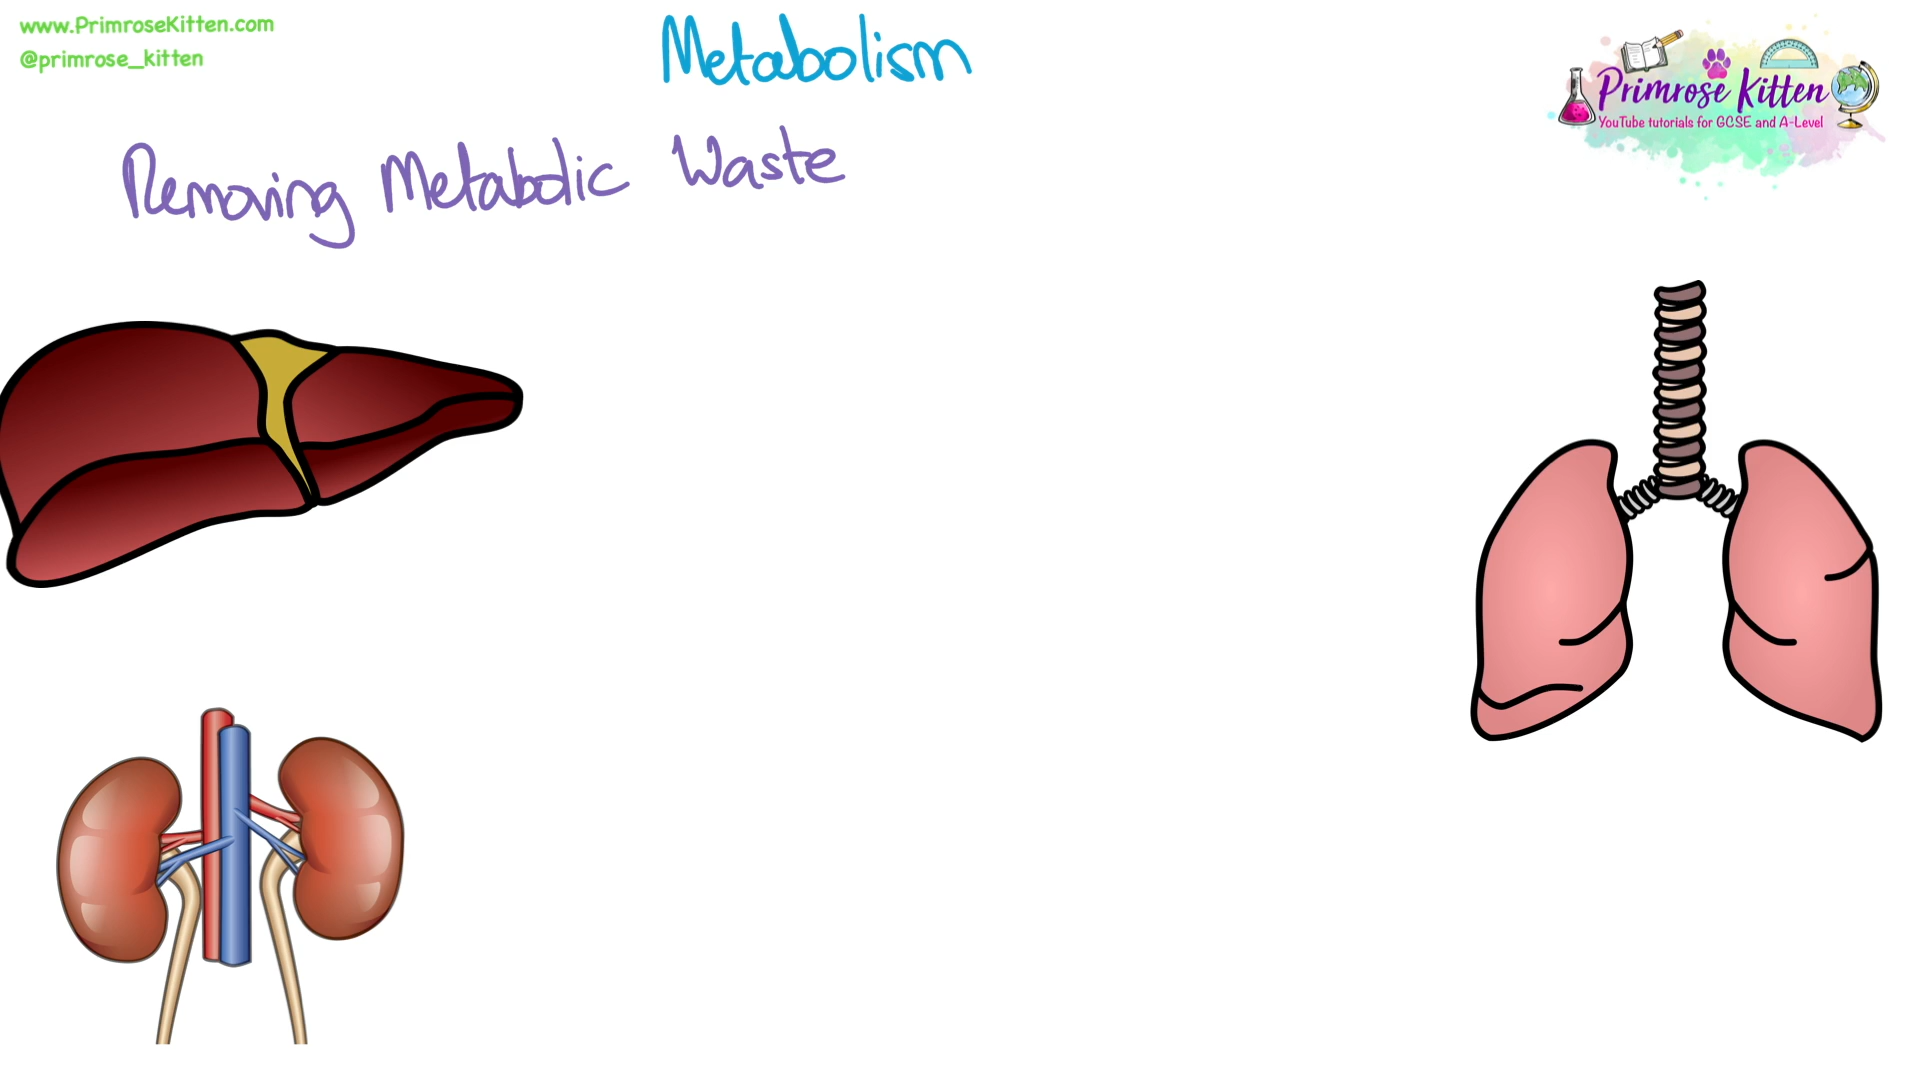 www.PrimroseKitten.com
@primrose_kitten
Metabolism
Primrose Kitten
YouTube tutorials for GCSE and A-Level
Removing Metabolic Waste